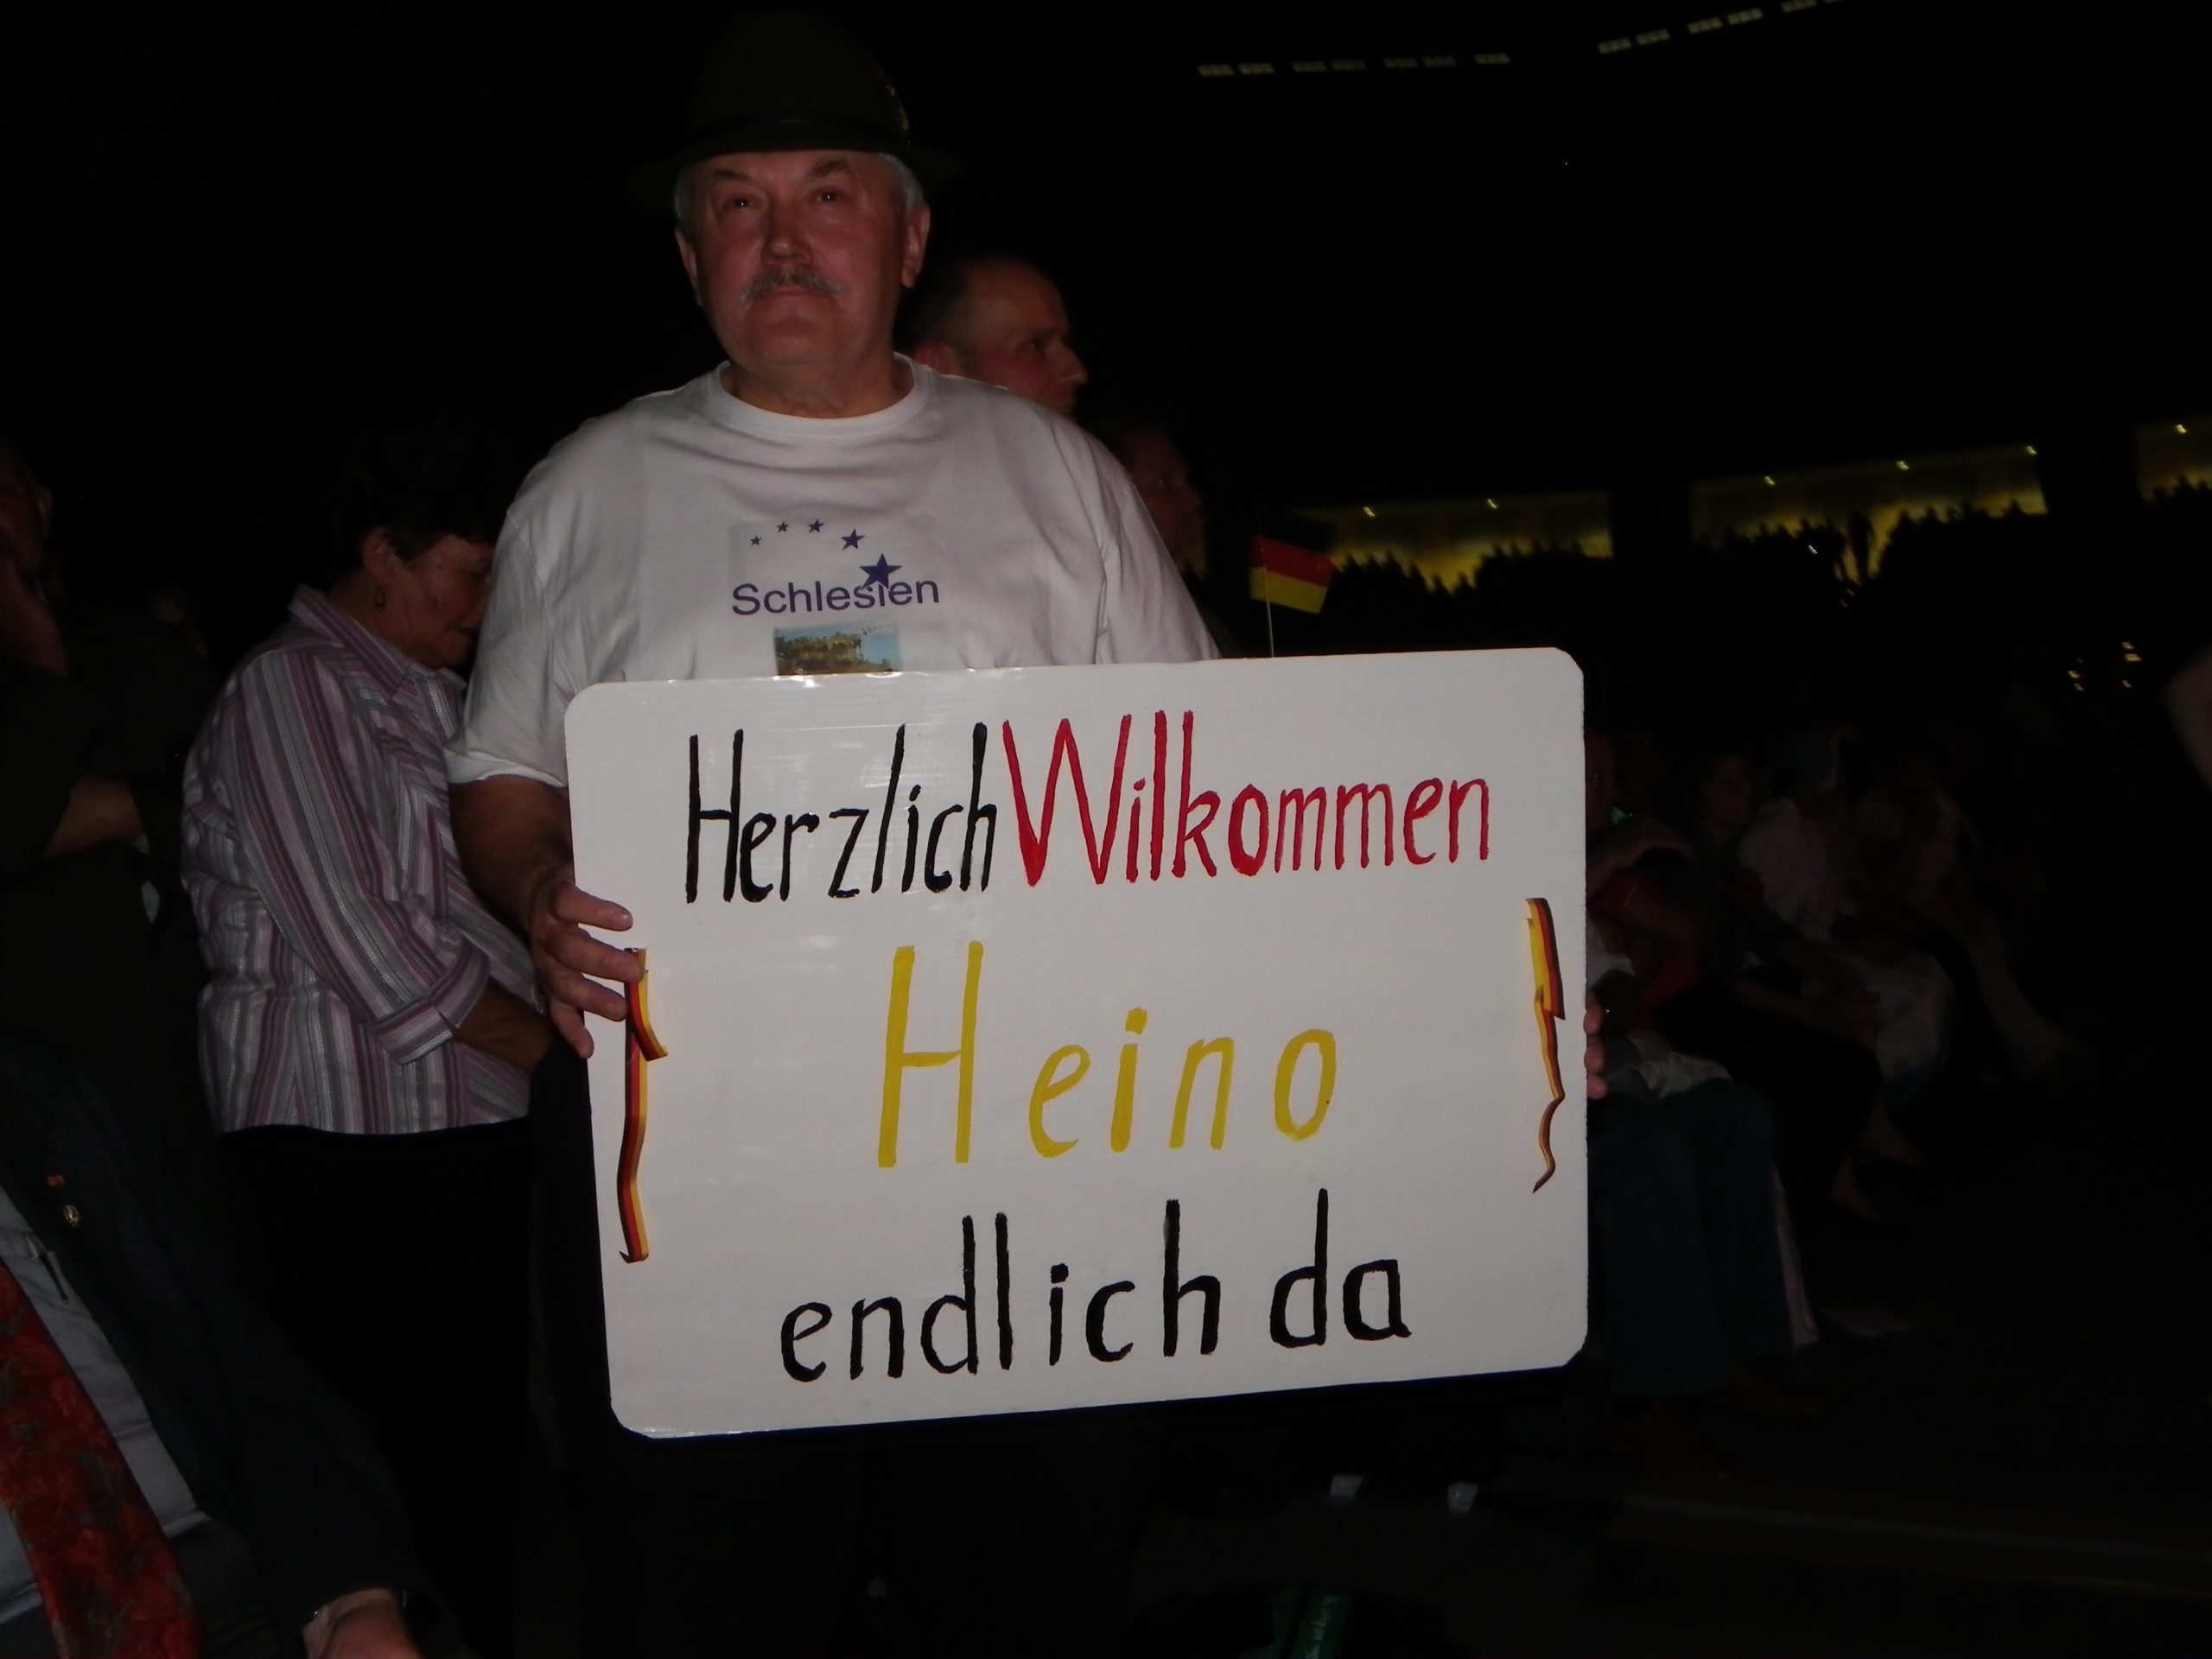 Schlesien
Herzlich Wilkommen
Heino
endlich da